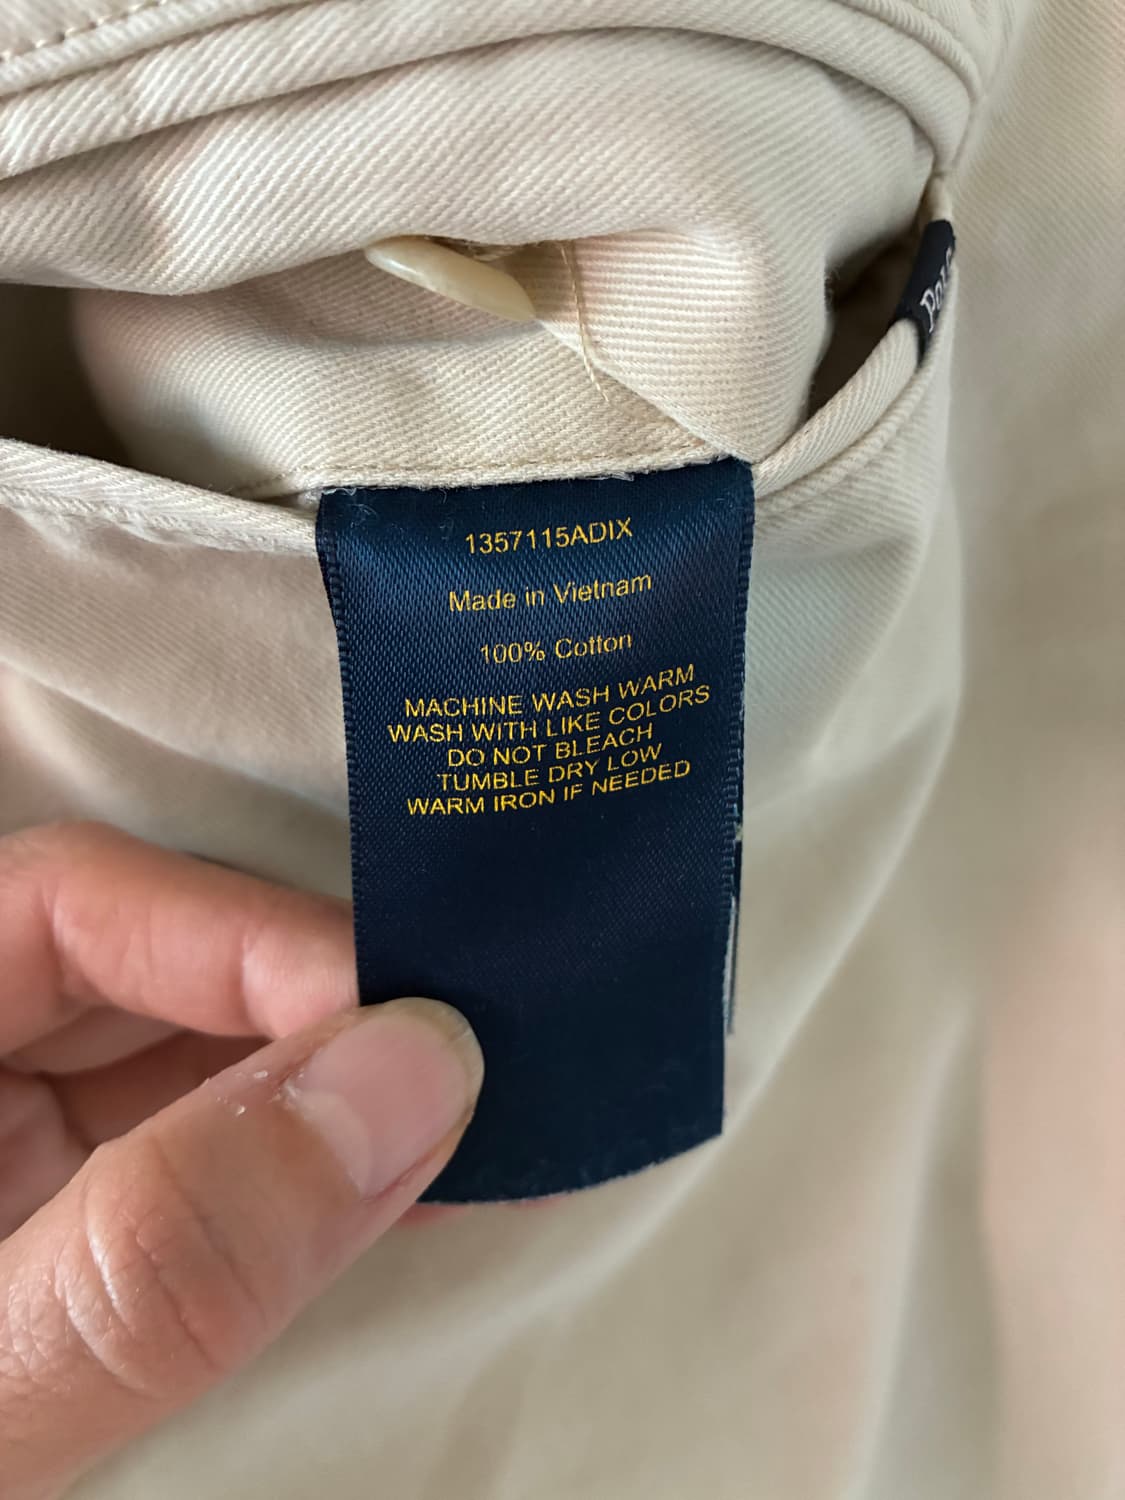 Polo
1357115ADIX
Made in Vietnam
100% Cotton
MACHINE WASH WARM
WASH WITH LIKE COLORS
DO NOT BLEACH
TUMBLE DRY LOW
WARM IRON IF NEEDED